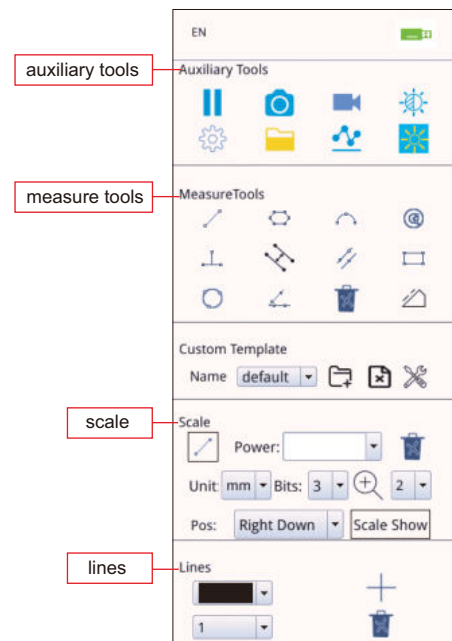 EN
auxiliary tools
Auxiliary Tools
measure tools
MeasureTools
Custom Template
Name default
scale
Scale
Power:
Unit mm Bits: 3 2
Pos: Right Down Scale Show
lines
Lines
1